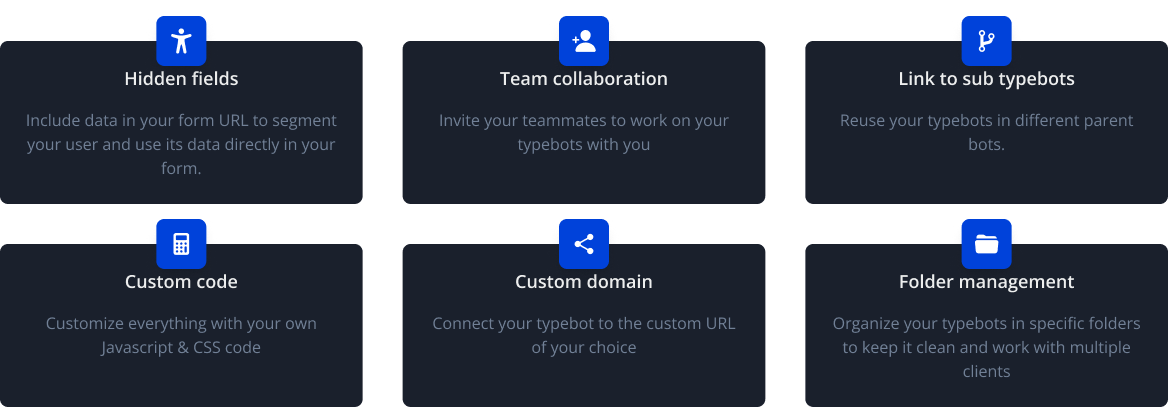 Hidden fields
Include data in your form URL to segment
your user and use its data directly in your
form.
Team collaboration
Invite your teammates to work on your
typebots with you
Link to sub typebots
Reuse your typebots in different parent
bots.
Custom code
Customize everything with your own
Javascript & CSS code
Custom domain
Connect your typebot to the custom URL
of your choice
Folder management
Organize your typebots in specific folders
to keep it clean and work with multiple
clients